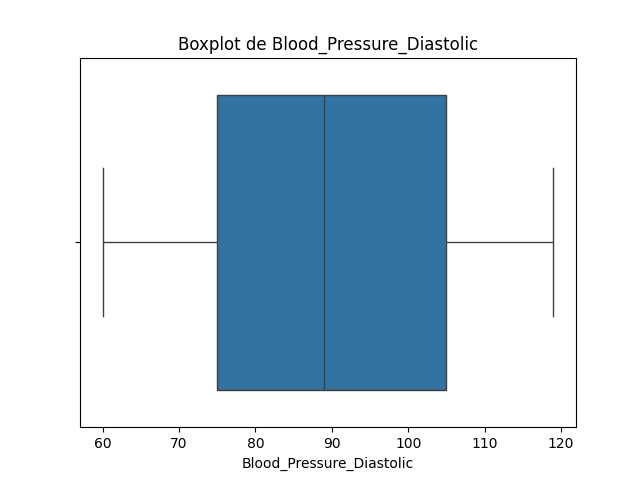 Boxplot de Blood_Pressure_Diastolic
60 70 80 90 100 110 120
Blood_Pressure_Diastolic